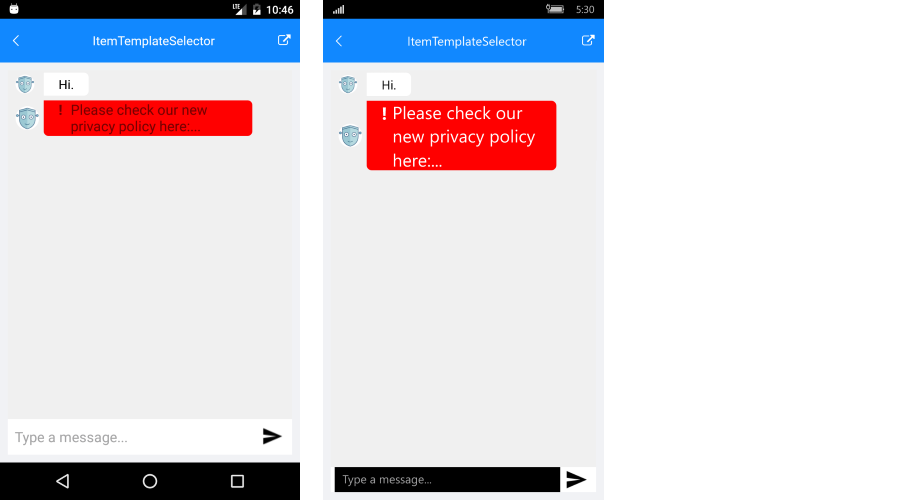 LTE 10:46
ItemTemplateSelector
Hi.
! Please check our new
privacy policy here:...
Type a message...
5:30
ItemTemplateSelector
Hi.
! Please check our
new privacy policy
here:...
Type a message...